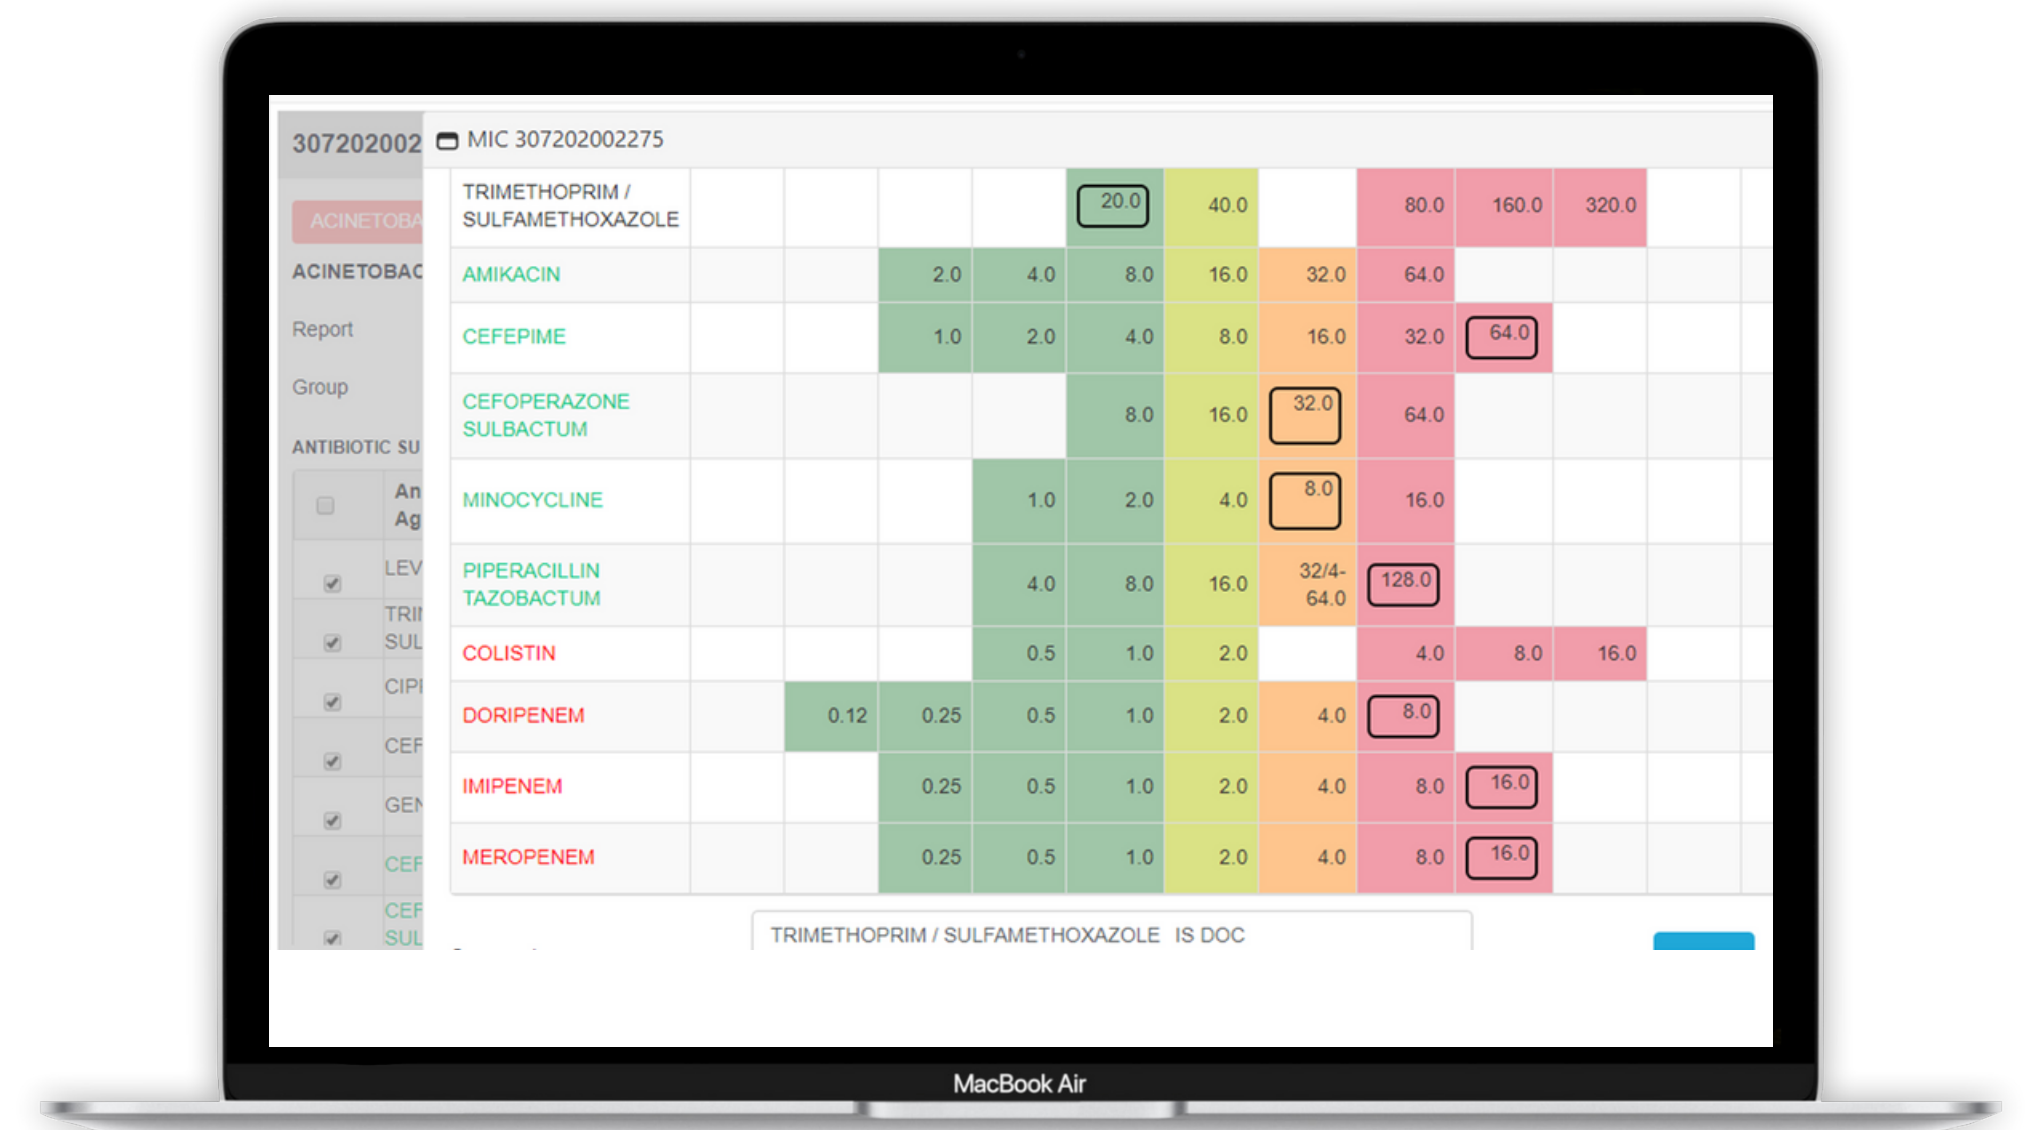 307202002
MIC 307202002275
ACINETOBA
ACINETOBAC
Report
Group
ANTIBIOTIC SU
An
Ag
LEV
TRI
SUL
CIPI
CEF
GEN
CEF
CEF
SUL
TRIMETHOPRIM /
SULFAMETHOXAZOLE
20.0 40.0 80.0 160.0 320.0
AMIKACIN 2.0 4.0 8.0 16.0 32.0 64.0
CEFEPIME 1.0 2.0 4.0 8.0 16.0 32.0 64.0
CEFOPERAZONE
SULBACTUM
8.0 16.0 32.0 64.0
MINOCYCLINE 1.0 2.0 4.0 8.0 16.0
PIPERACILLIN
TAZOBACTUM
4.0 8.0 16.0 32/4-
64.0
128.0
COLISTIN 0.5 1.0 2.0 4.0 8.0 16.0
DORIPENEM 0.12 0.25 0.5 1.0 2.0 4.0 8.0
IMIPENEM 0.25 0.5 1.0 2.0 4.0 8.0 16.0
MEROPENEM 0.25 0.5 1.0 2.0 4.0 8.0 16.0
TRIMETHOPRIM / SULFAMETHOXAZOLE IS DOC
MacBook Air